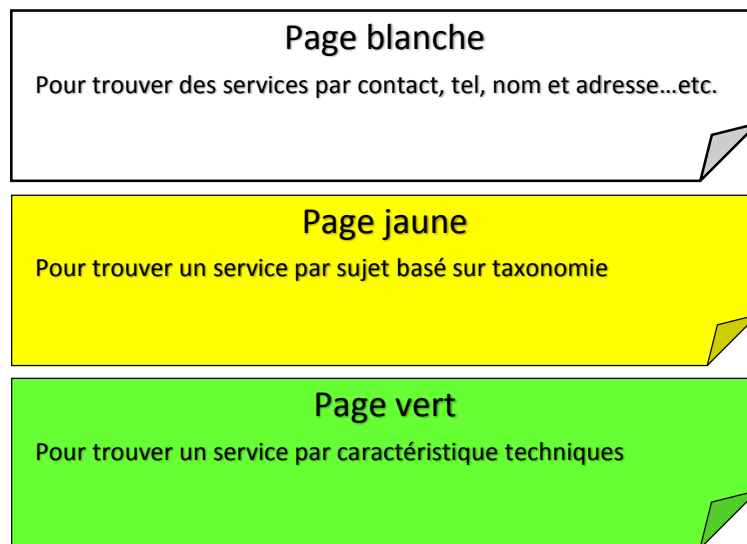 Page blanche
Pour trouver des services par contact, tel, nom et adresse...etc.
Page jaune
Pour trouver un service par sujet basé sur taxonomie
Page vert
Pour trouver un service par caractéristique techniques